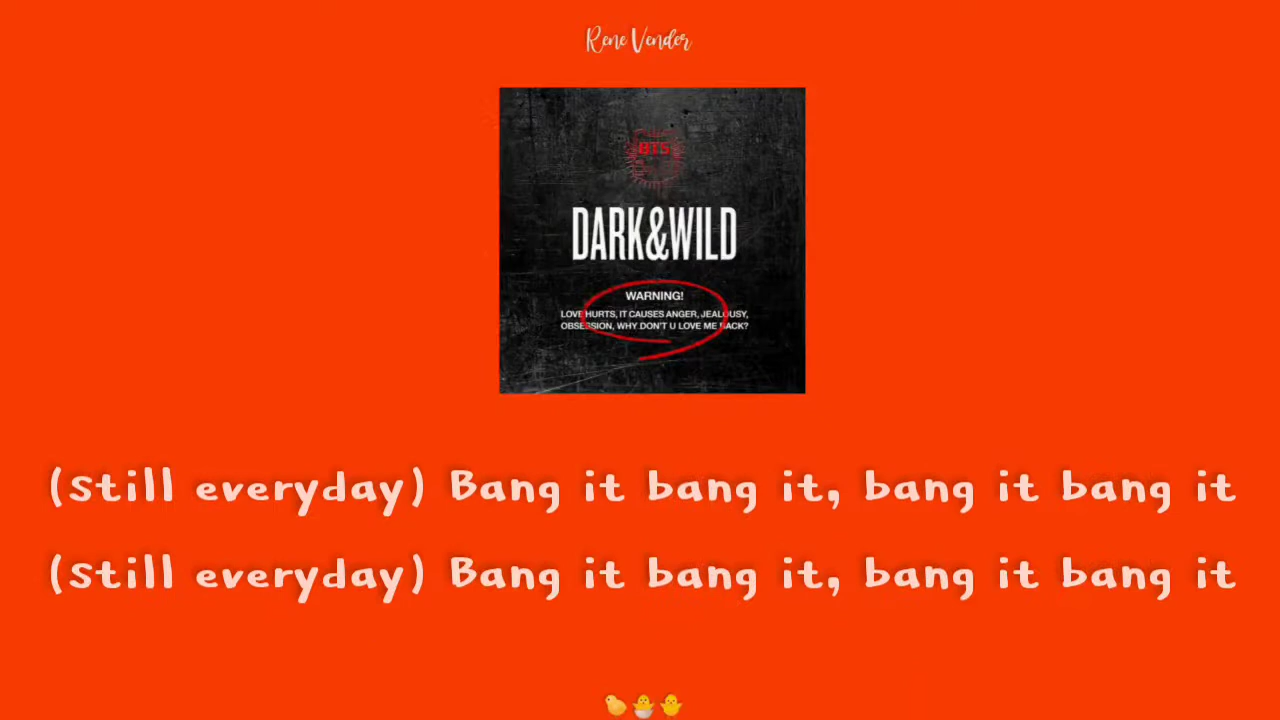 Rene Vender
BTS
DARK&WILD
WARNING!
LOVE HURTS, IT CAUSES ANGER, JEALOUSY,
OBSESSION, WHY DON'T U LOVE ME BACK?
(Still everyday) Bang it bang it, bang it bang it
(Still everyday) Bang it bang it, bang it bang it